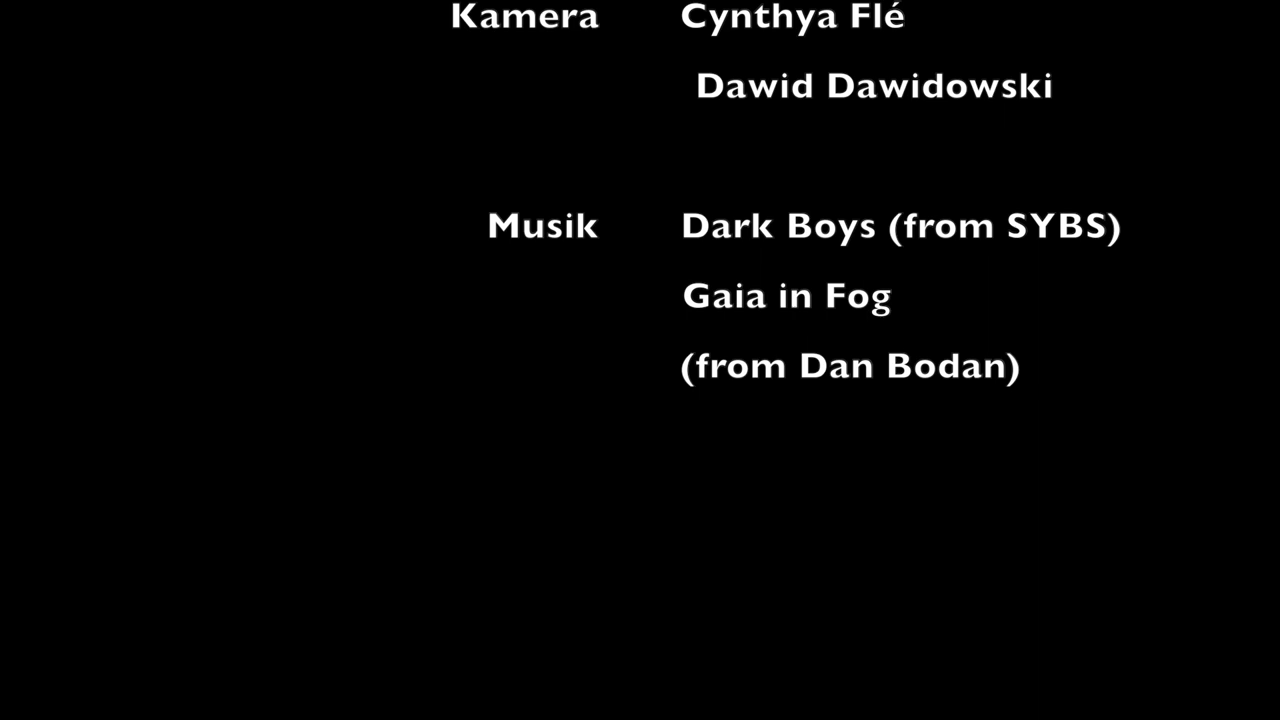 Kamera Cynthya Flé
Dawid Dawidowski
Musik Dark Boys (from SYBS)
Gaia in Fog
(from Dan Bodan)